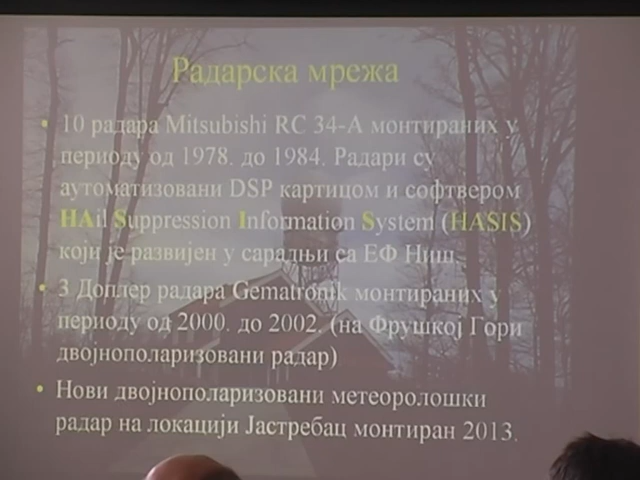 Радарска мрежа
• 10 радара Mitsubishi RC 34-A монтираних у
периоду од 1978. до 1984. Радари су
аутоматизовани DSP картицом и софтвером
HAil Suppression Information System (HASIS)
који је развијен у сарадњи са ЕФ Ниш.
• 3 Доплер радара Gematronik монтираних у
периоду од 2000. до 2002. (на Фрушкој Гори
двојнополаризовани радар)
• Нови двојнополаризовани метеоролошки
радар на локацији Јастребац монтиран 2013.